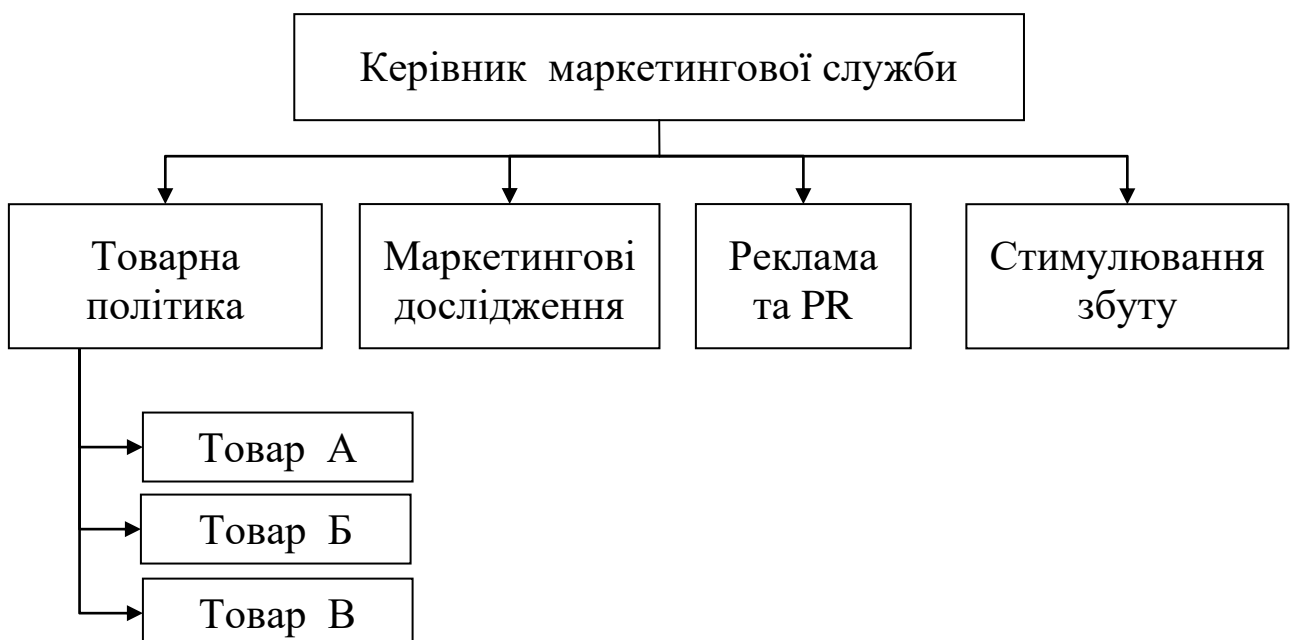 Керівник маркетингової служби
Товарна
політика
Маркетингові
дослідження
Реклама
та PR
Стимулювання
збуту
Товар А
Товар Б
Товар В